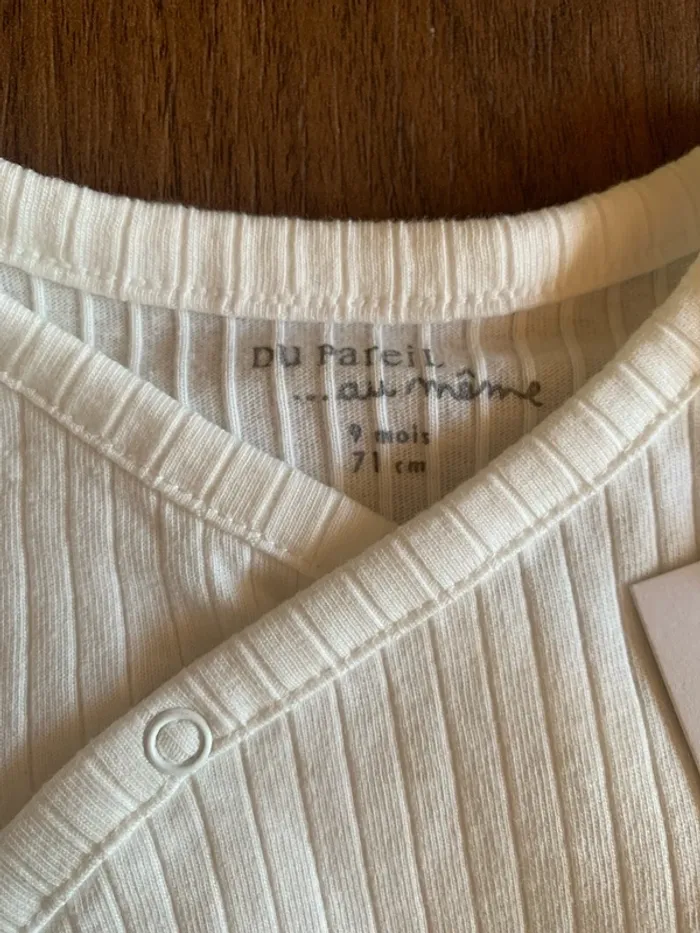 DU PaReiL
...au même
9 mois
71 cm